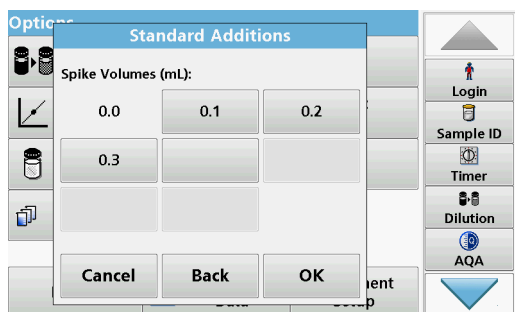 Options
Standard Additions
Spike Volumes (mL):
0.0
0.1
0.2
0.3
Cancel
Back
OK
Login
Sample ID
Timer
Dilution
AQA